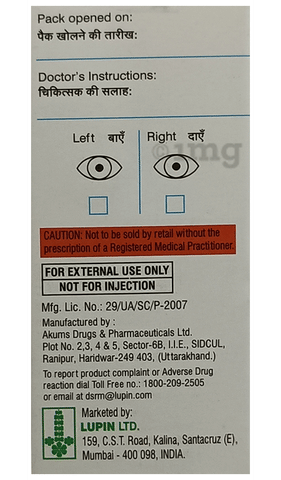 Pack opened on:
पैक खोलने की तारीख:
Doctor's Instructions:
चिकित्सक की सलाह:
Left बाएँ Right दाएँ
1mg
CAUTION: Not to be sold by retail without the
prescription of a Registered Medical Practitioner.
FOR EXTERNAL USE ONLY
NOT FOR INJECTION
Mfg. Lic. No.: 29/UA/SC/P-2007
Manufactured by :
Akums Drugs & Pharmaceuticals Ltd.
Plot No. 2,3, 4 & 5, Sector-6B, I.I.E., SIDCUL,
Ranipur, Haridwar-249 403, (Uttarakhand.)
To report product complaint or Adverse Drug
reaction dial Toll Free no.: 1800-209-2505
or email at dsrm@lupin.com
Marketed by:
LUPIN LTD.
159, C.S.T. Road, Kalina, Santacruz (E),
Mumbai - 400 098, INDIA.